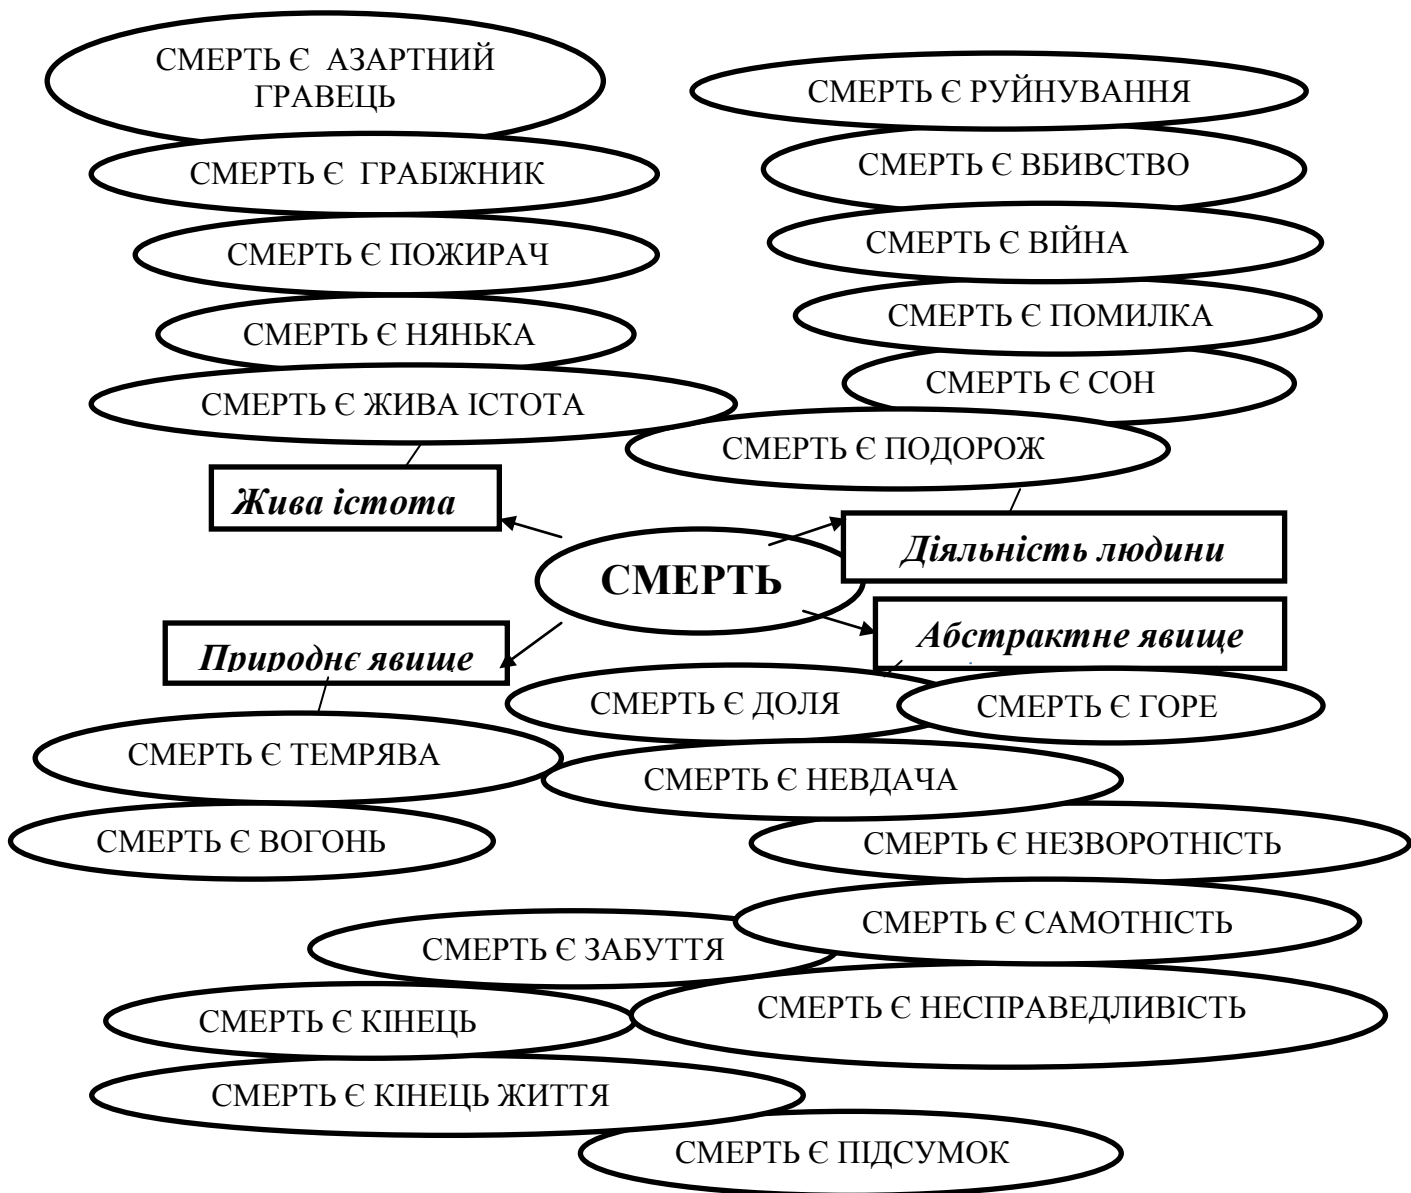 СМЕРТЬ Є АЗАРТНИЙ
ГРАВЕЦЬ
СМЕРТЬ Є ГРАБІЖНИК
СМЕРТЬ Є ПОЖИРАЧ
СМЕРТЬ Є НЯНЬКА
СМЕРТЬ Є ЖИВА ІСТОТА
СМЕРТЬ Є РУЙНУВАННЯ
СМЕРТЬ Є ВБИВСТВО
СМЕРТЬ Є ВІЙНА
СМЕРТЬ Є ПОМИЛКА
СМЕРТЬ Є СОН
СМЕРТЬ Є ПОДОРОЖ
Жива істота
Діяльність людини
СМЕРТЬ
Природнє явище
Абстрактне явище
СМЕРТЬ Є ДОЛЯ
СМЕРТЬ Є ГОРЕ
СМЕРТЬ Є ТЕМРЯВА
СМЕРТЬ Є НЕВДАЧА
СМЕРТЬ Є ВОГОНЬ
СМЕРТЬ Є НЕЗВОРОТНІСТЬ
СМЕРТЬ Є САМОТНІСТЬ
СМЕРТЬ Є ЗАБУТТЯ
СМЕРТЬ Є НЕСПРАВЕДЛИВІСТЬ
СМЕРТЬ Є КІНЕЦЬ
СМЕРТЬ Є КІНЕЦЬ ЖИТТЯ
СМЕРТЬ Є ПІДСУМОК